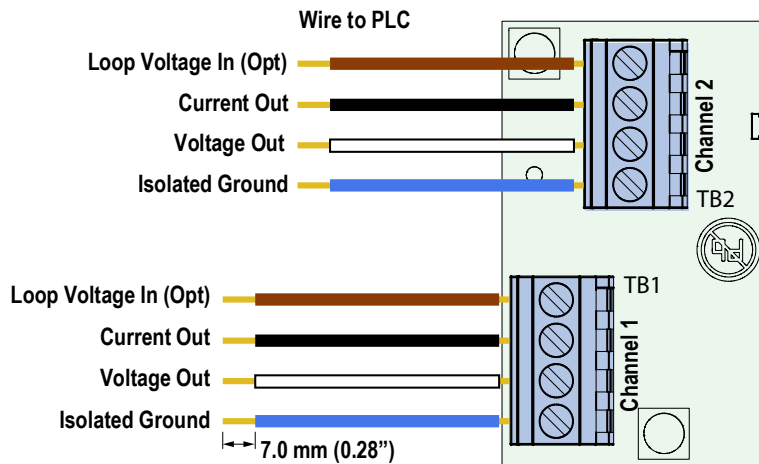 Wire to PLC
Loop Voltage In (Opt)
Current Out
Voltage Out
Isolated Ground
Channel 2
TB2
Loop Voltage In (Opt)
Current Out
Voltage Out
Isolated Ground
TB1
Channel 1
7.0 mm (0.28”)